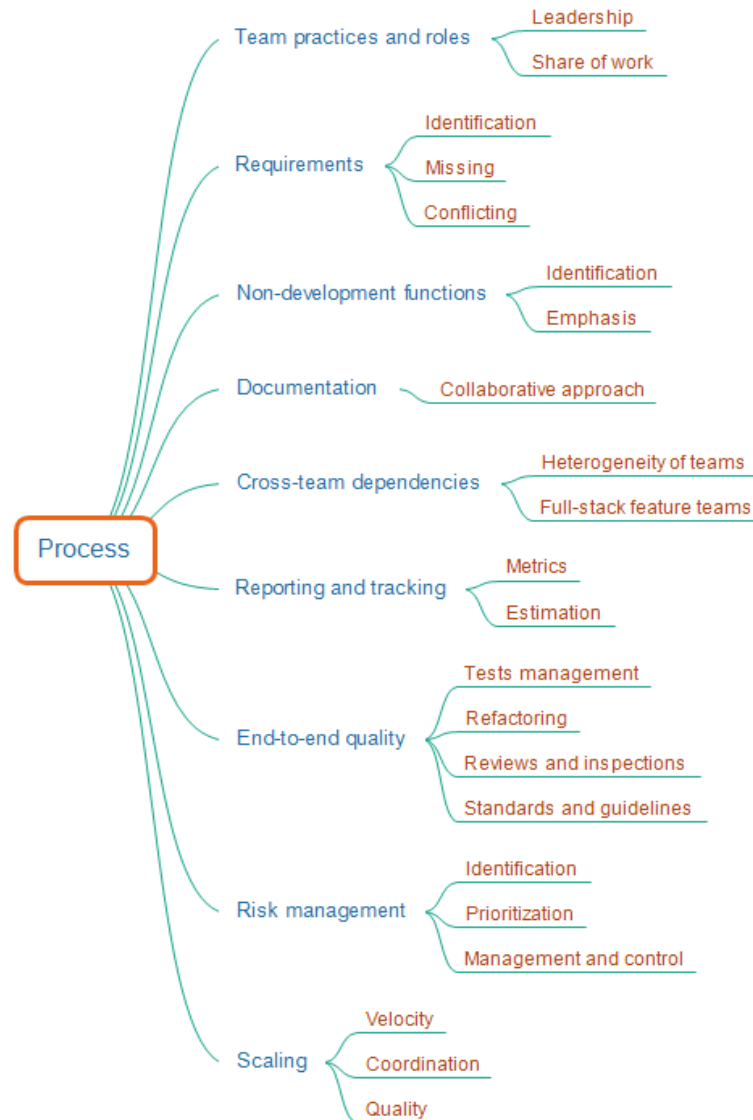 Process
Team practices and roles
Leadership
Share of work
Requirements
Identification
Missing
Conflicting
Non-development functions
Identification
Emphasis
Documentation
Collaborative approach
Cross-team dependencies
Heterogeneity of teams
Full-stack feature teams
Reporting and tracking
Metrics
Estimation
End-to-end quality
Tests management
Refactoring
Reviews and inspections
Standards and guidelines
Risk management
Identification
Prioritization
Management and control
Scaling
Velocity
Coordination
Quality